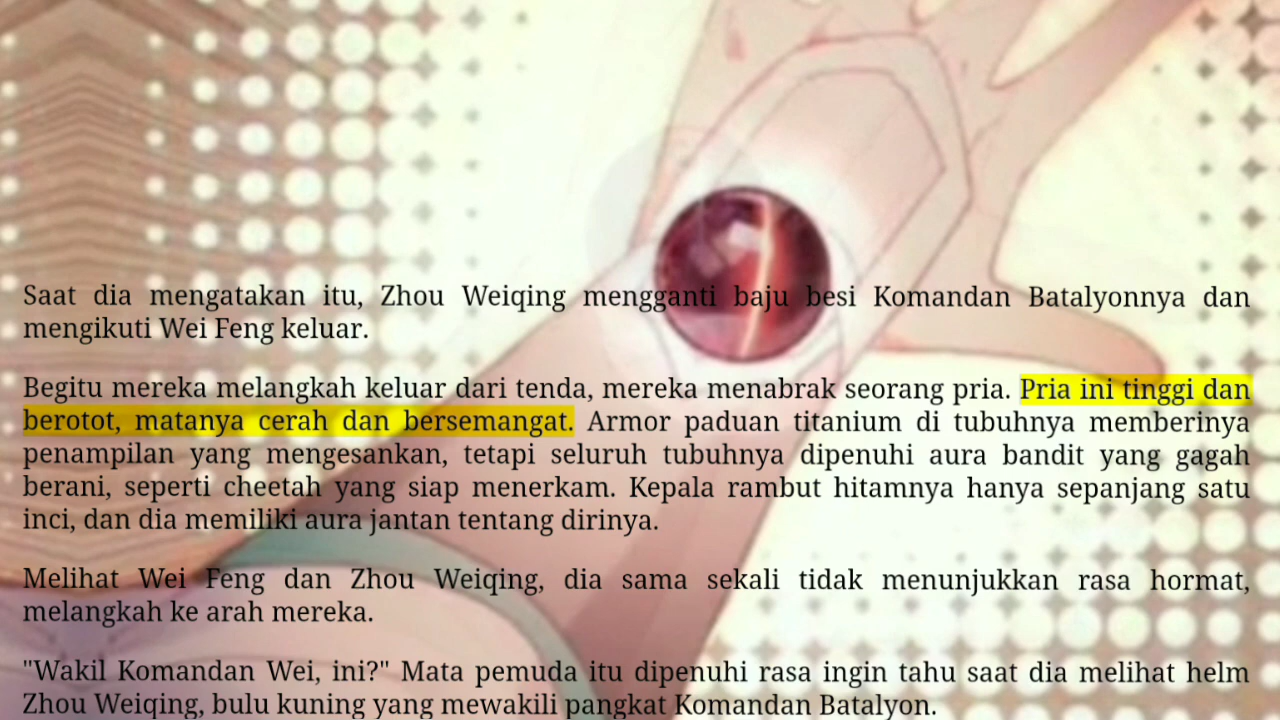 Saat dia mengatakan itu, Zhou Weiqing mengganti baju besi Komandan Batalyonnya dan
mengikuti Wei Feng keluar.
Begitu mereka melangkah keluar dari tenda, mereka menabrak seorang pria. Pria ini tinggi dan
berotot, matanya cerah dan bersemangat. Armor paduan titanium di tubuhnya memberinya
penampilan yang mengesankan, tetapi seluruh tubuhnya dipenuhi aura bandit yang gagah
berani, seperti cheetah yang siap menerkam. Kepala rambut hitamnya hanya sepanjang satu
inci, dan dia memiliki aura jantan tentang dirinya.
Melihat Wei Feng dan Zhou Weiqing, dia sama sekali tidak menunjukkan rasa hormat,
melangkah ke arah mereka.
"Wakil Komandan Wei, ini?" Mata pemuda itu dipenuhi rasa ingin tahu saat dia melihat helm
Zhou Weiqing, bulu kuning yang mewakili pangkat Komandan Batalyon.